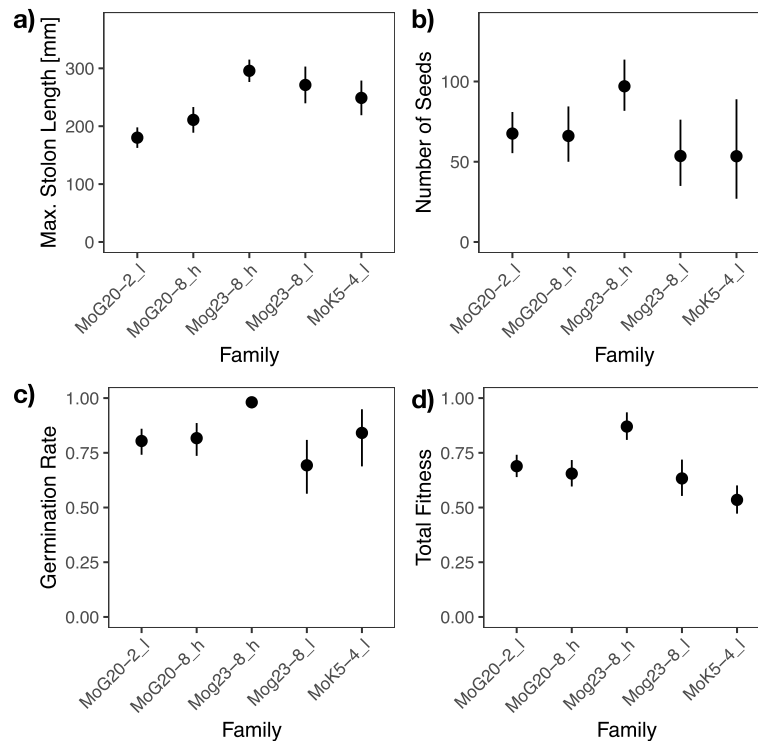 a)
Max. Stolon Length [mm]
300
200
100
0
MoG20−2_l
MoG20−8_h
Mog23−8_h
Mog23−8_l
MoK5−4_l
Family
b)
Number of Seeds
100
50
0
MoG20−2_l
MoG20−8_h
Mog23−8_h
Mog23−8_l
MoK5−4_l
Family
c)
Germination Rate
1.00
0.75
0.50
0.25
0.00
MoG20−2_l
MoG20−8_h
Mog23−8_h
Mog23−8_l
MoK5−4_l
Family
d)
Total Fitness
1.00
0.75
0.50
0.25
0.00
MoG20−2_l
MoG20−8_h
Mog23−8_h
Mog23−8_l
MoK5−4_l
Family